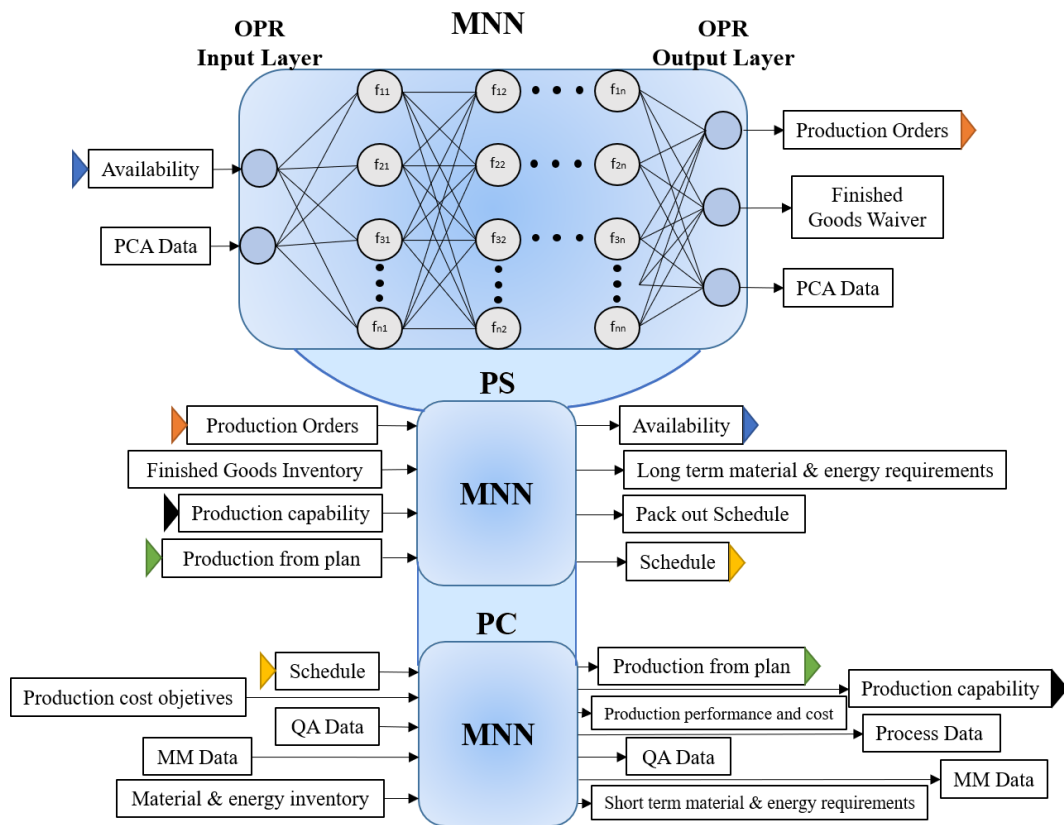 OPR
Input Layer
MNN
OPR
Output Layer
f11
f12
f1n
f21
f22
f2n
f31
f32
f3n
fn1
fn2
fnn
Availability
PCA Data
Production Orders
Finished
Goods Waiver
PCA Data
PS
Production Orders
Finished Goods Inventory
Production capability
Production from plan
MNN
Availability
Long term material & energy requirements
Pack out Schedule
Schedule
PC
Schedule
Production cost objetives
QA Data
MM Data
Material & energy inventory
MNN
Production from plan
Production capability
Production performance and cost
Process Data
QA Data
MM Data
Short term material & energy requirements